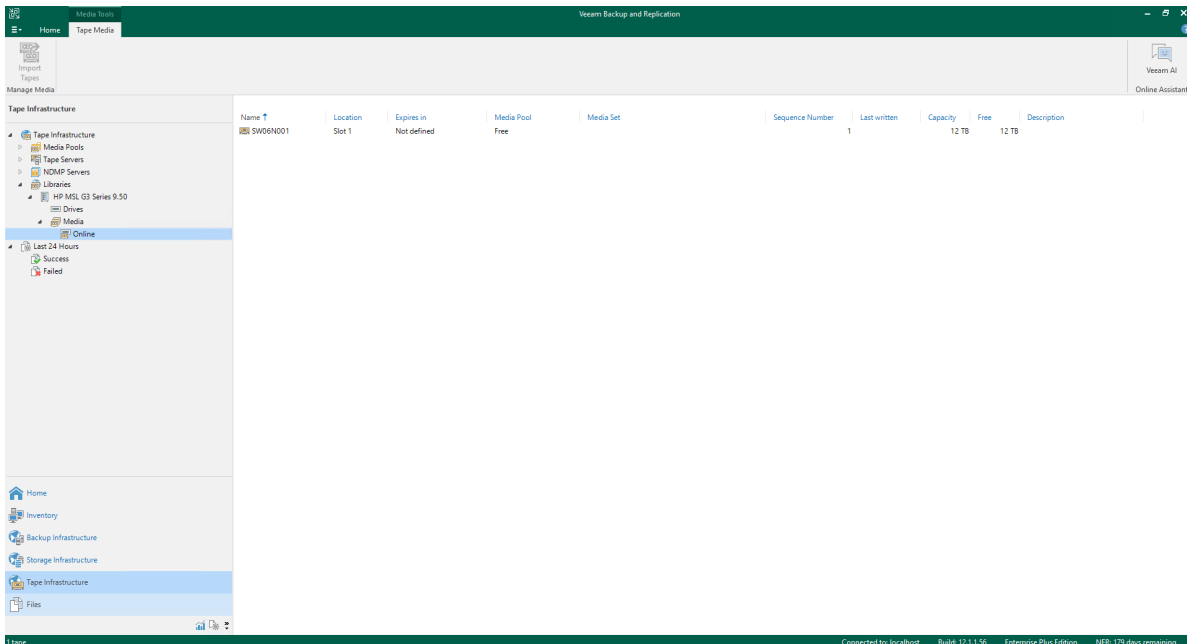 Media Tools
Veeam Backup and Replication
Home Tape Media
Import
Tapes
Veeam AI
Manage Media
Online Assistant
Tape Infrastructure
Name Location Expires in Media Pool Media Set Sequence Number Last written Capacity Free Description
SW06N001 Slot 1 Not defined Free 1 12 TB 12 TB
Tape Infrastructure
Media Pools
Tape Servers
NDMP Servers
Libraries
HP MSL G3 Series 9.50
Drives
Media
Online
Last 24 Hours
Success
Failed
Home
Inventory
Backup Infrastructure
Storage Infrastructure
Tape Infrastructure
Files
1 tape Connected to: localhost Build: 12.1.1.56 Enterprise Plus Edition NFR: 179 days remaining